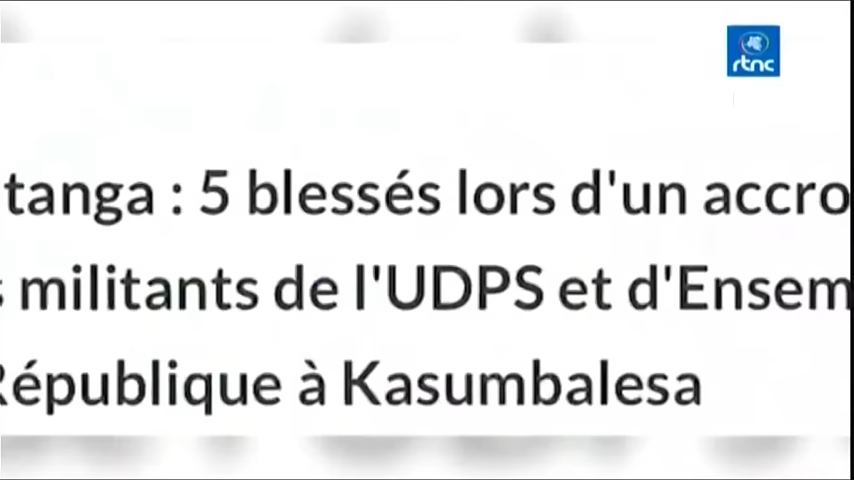 rtnc
tanga : 5 blessés lors d'un accro
s militants de l'UDPS et d'Ensem
République à Kasumbalesa